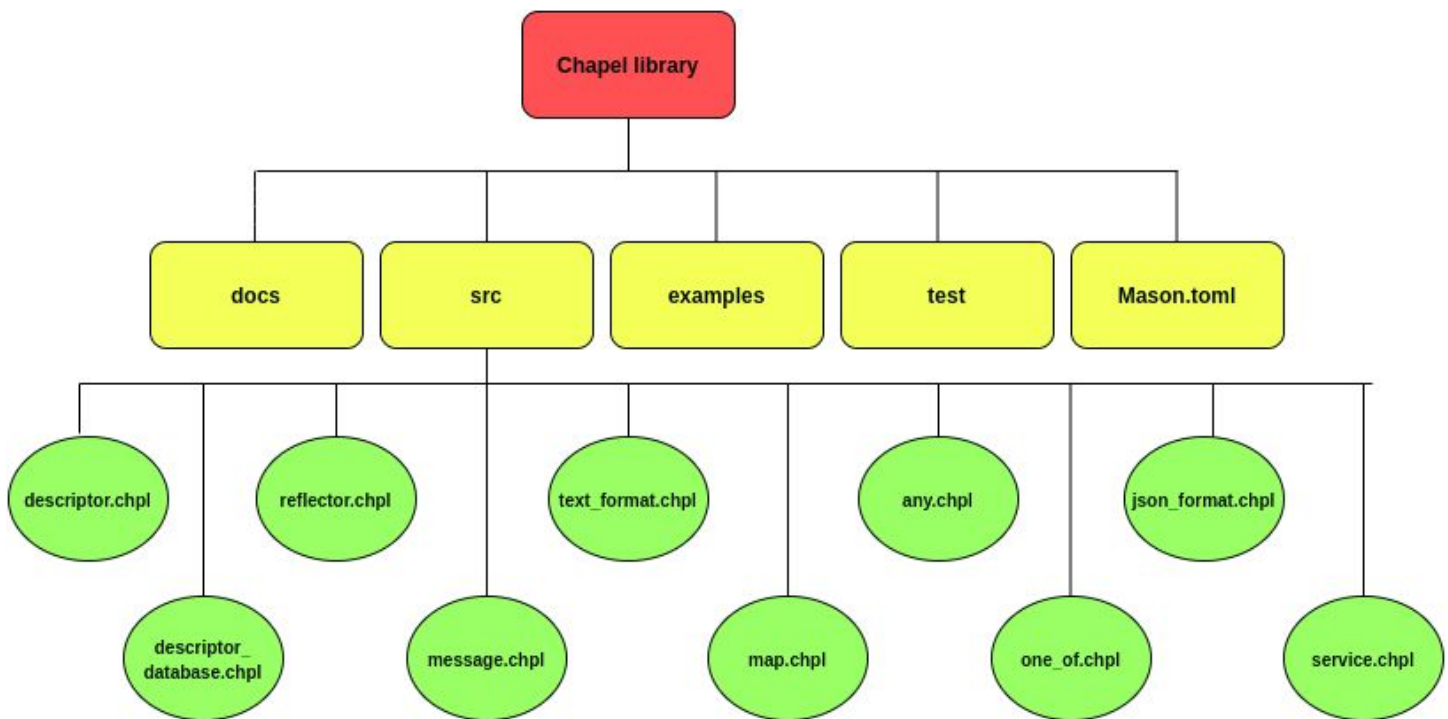 Chapel library
docs
src
examples
test
Mason.toml
descriptor.chpl
reflector.chpl
text_format.chpl
any.chpl
json_format.chpl
descriptor_
database.chpl
message.chpl
map.chpl
one_of.chpl
service.chpl